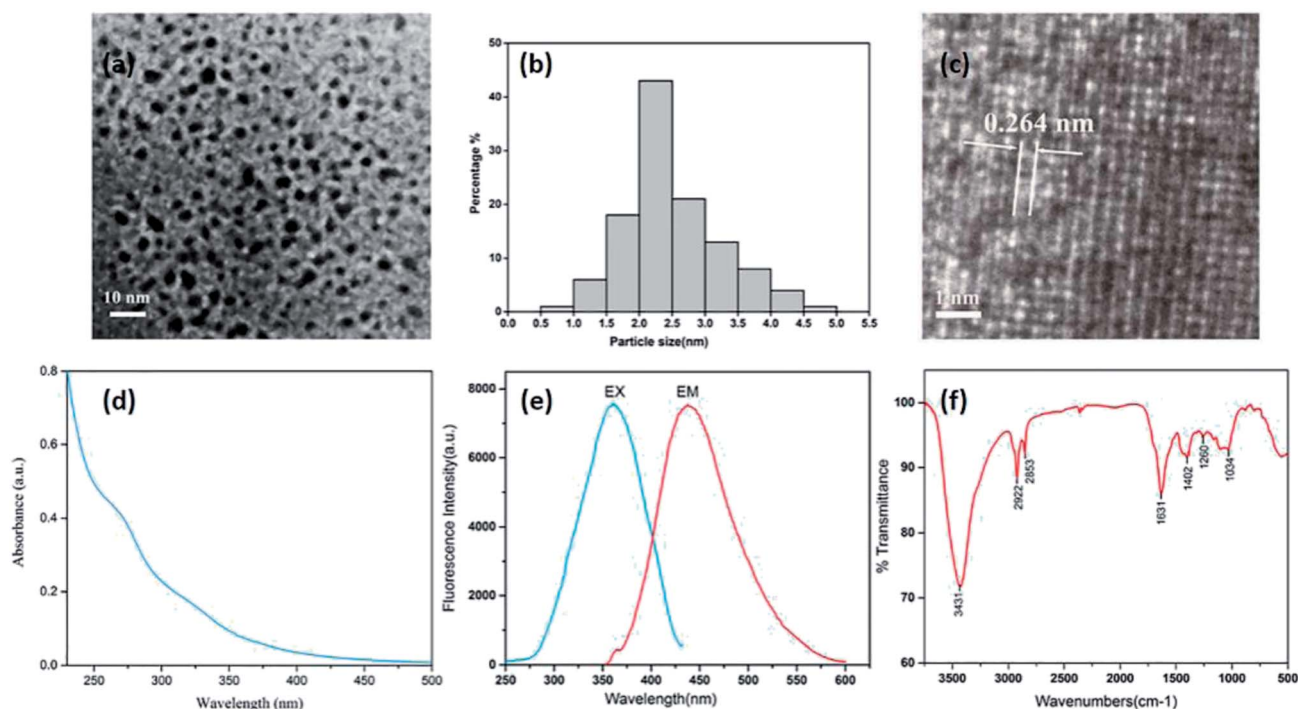 (a)
10 nm
(b)
50
40
30
20
10
0
Percentage %
0.0 0.5 1.0 1.5 2.0 2.5 3.0 3.5 4.0 4.5 5.0 5.5
Particle size(nm)
(c)
0.264 nm
1 nm
(d)
0.8
0.6
0.4
0.2
0.0
Absorbance (a.u.)
250 300 350 400 450 500
Wavelength (nm)
(e)
EX EM
8000
6000
4000
2000
0
Fluorescence Intensity(a.u.)
250 300 350 400 450 500 550 600
Wavelength(nm)
(f)
100
90
80
70
60
% Transmittance
3431
2922
2853
1631
1402
1260
1034
3500 3000 2500 2000 1500 1000 500
Wavenumbers(cm-1)